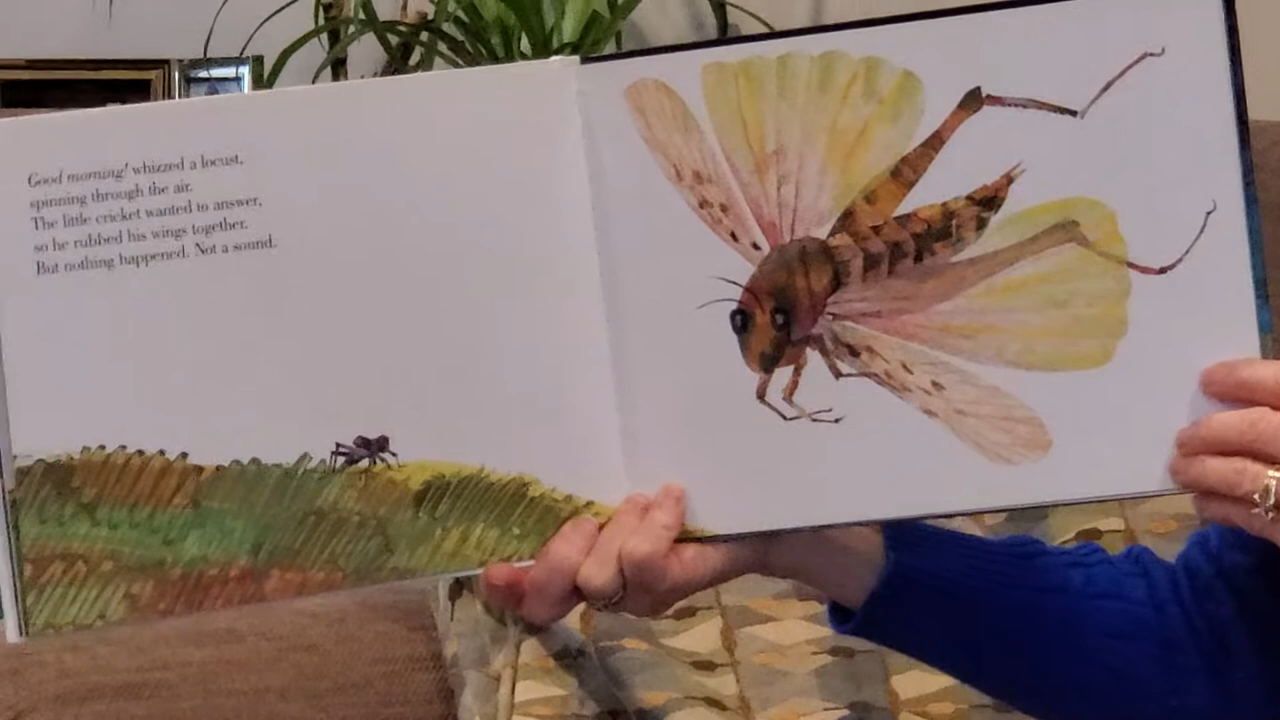 Good morning! whizzed a locust,
spinning through the air.
The little cricket wanted to answer,
so he rubbed his wings together.
But nothing happened. Not a sound.